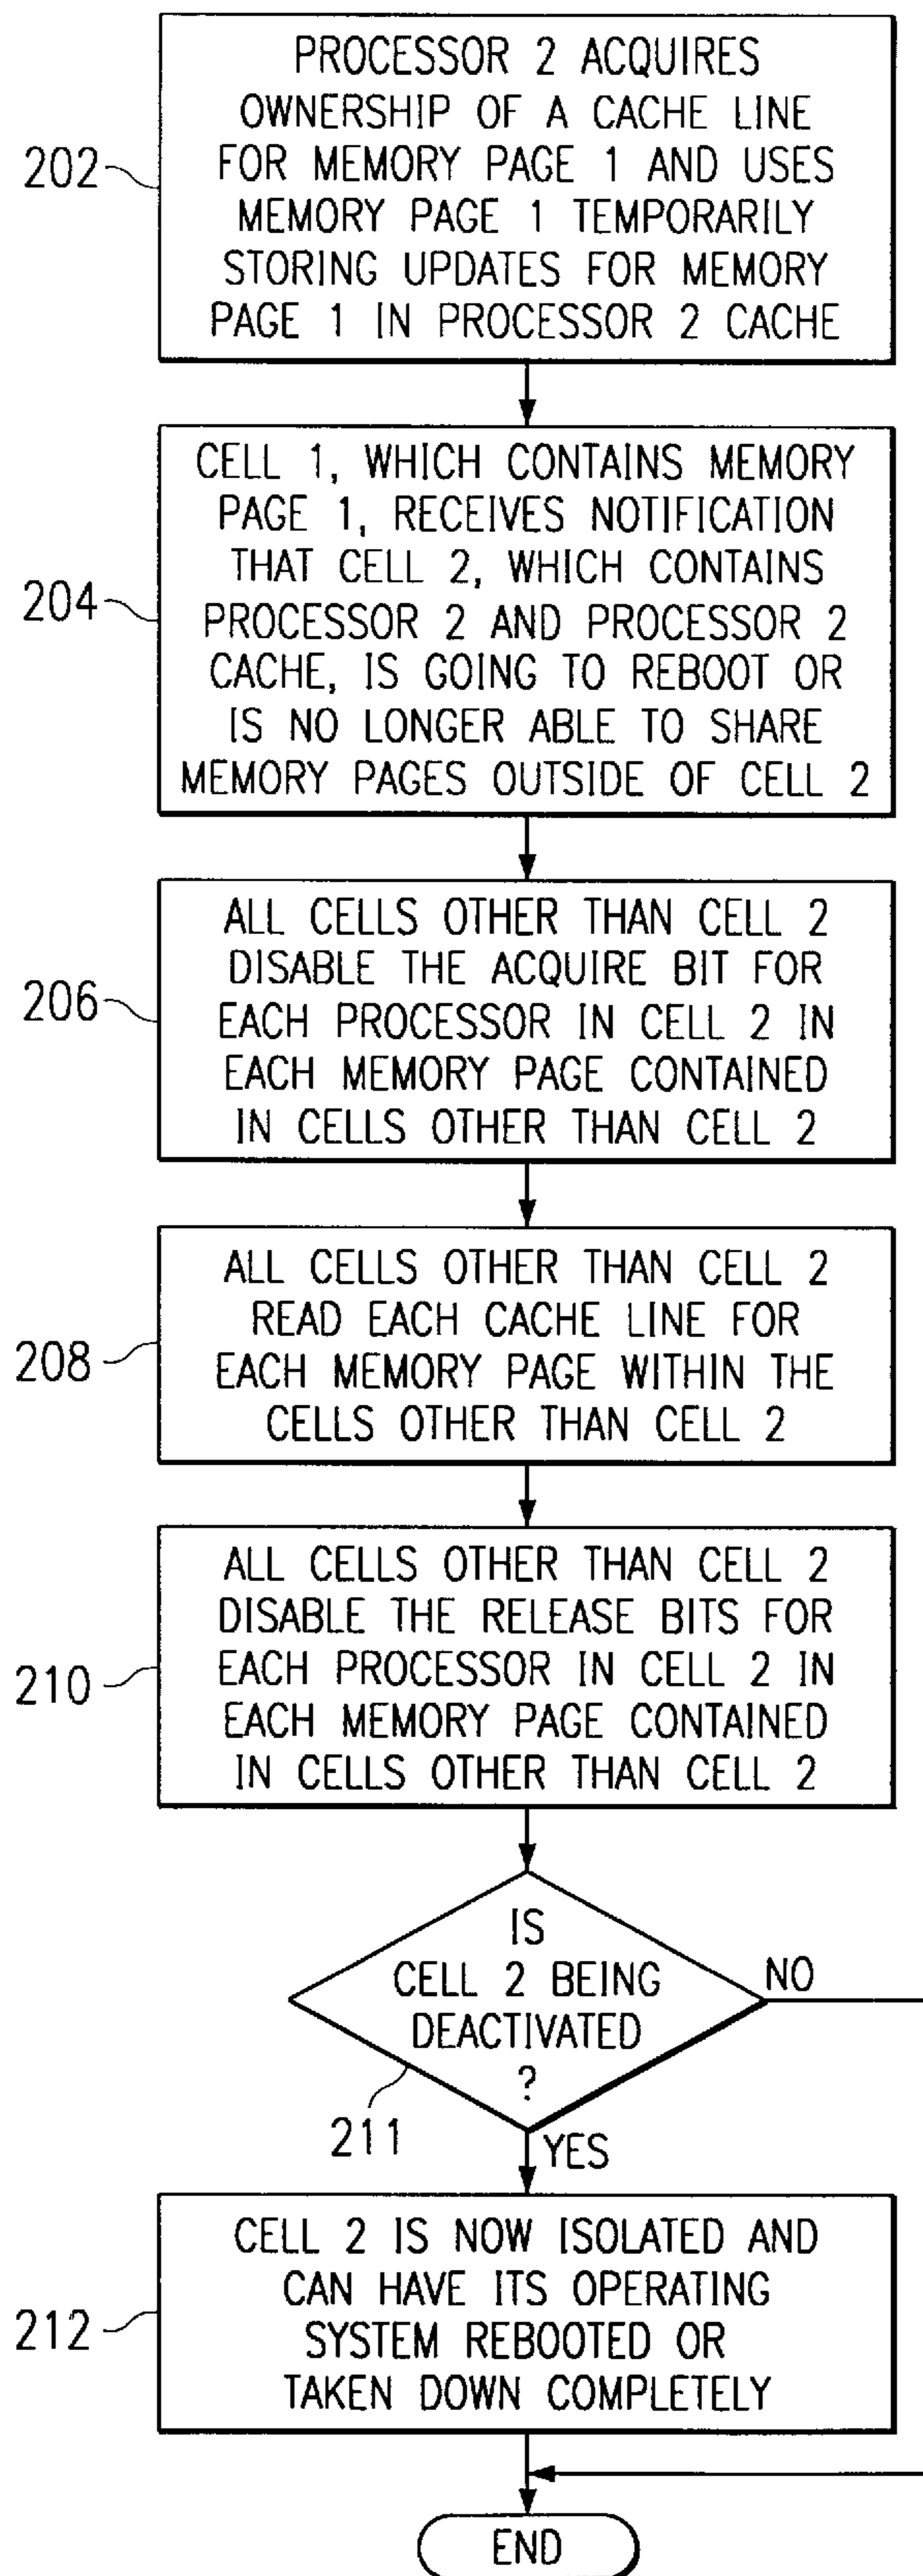 PROCESSOR 2 ACQUIRES
OWNERSHIP OF A CACHE LINE
FOR MEMORY PAGE 1 AND USES
MEMORY PAGE 1 TEMPORARILY
STORING UPDATES FOR MEMORY
PAGE 1 IN PROCESSOR 2 CACHE
202
CELL 1, WHICH CONTAINS MEMORY
PAGE 1, RECEIVES NOTIFICATION
THAT CELL 2, WHICH CONTAINS
PROCESSOR 2 AND PROCESSOR 2
CACHE, IS GOING TO REBOOT OR
IS NO LONGER ABLE TO SHARE
MEMORY PAGES OUTSIDE OF CELL 2
204
ALL CELLS OTHER THAN CELL 2
DISABLE THE ACQUIRE BIT FOR
EACH PROCESSOR IN CELL 2 IN
EACH MEMORY PAGE CONTAINED
IN CELLS OTHER THAN CELL 2
206
ALL CELLS OTHER THAN CELL 2
READ EACH CACHE LINE FOR
EACH MEMORY PAGE WITHIN THE
CELLS OTHER THAN CELL 2
208
ALL CELLS OTHER THAN CELL 2
DISABLE THE RELEASE BITS FOR
EACH PROCESSOR IN CELL 2 IN
EACH MEMORY PAGE CONTAINED
IN CELLS OTHER THAN CELL 2
210
IS
CELL 2 BEING
DEACTIVATED
?
NO
211
YES
CELL 2 IS NOW ISOLATED AND
CAN HAVE ITS OPERATING
SYSTEM REBOOTED OR
TAKEN DOWN COMPLETELY
212
END